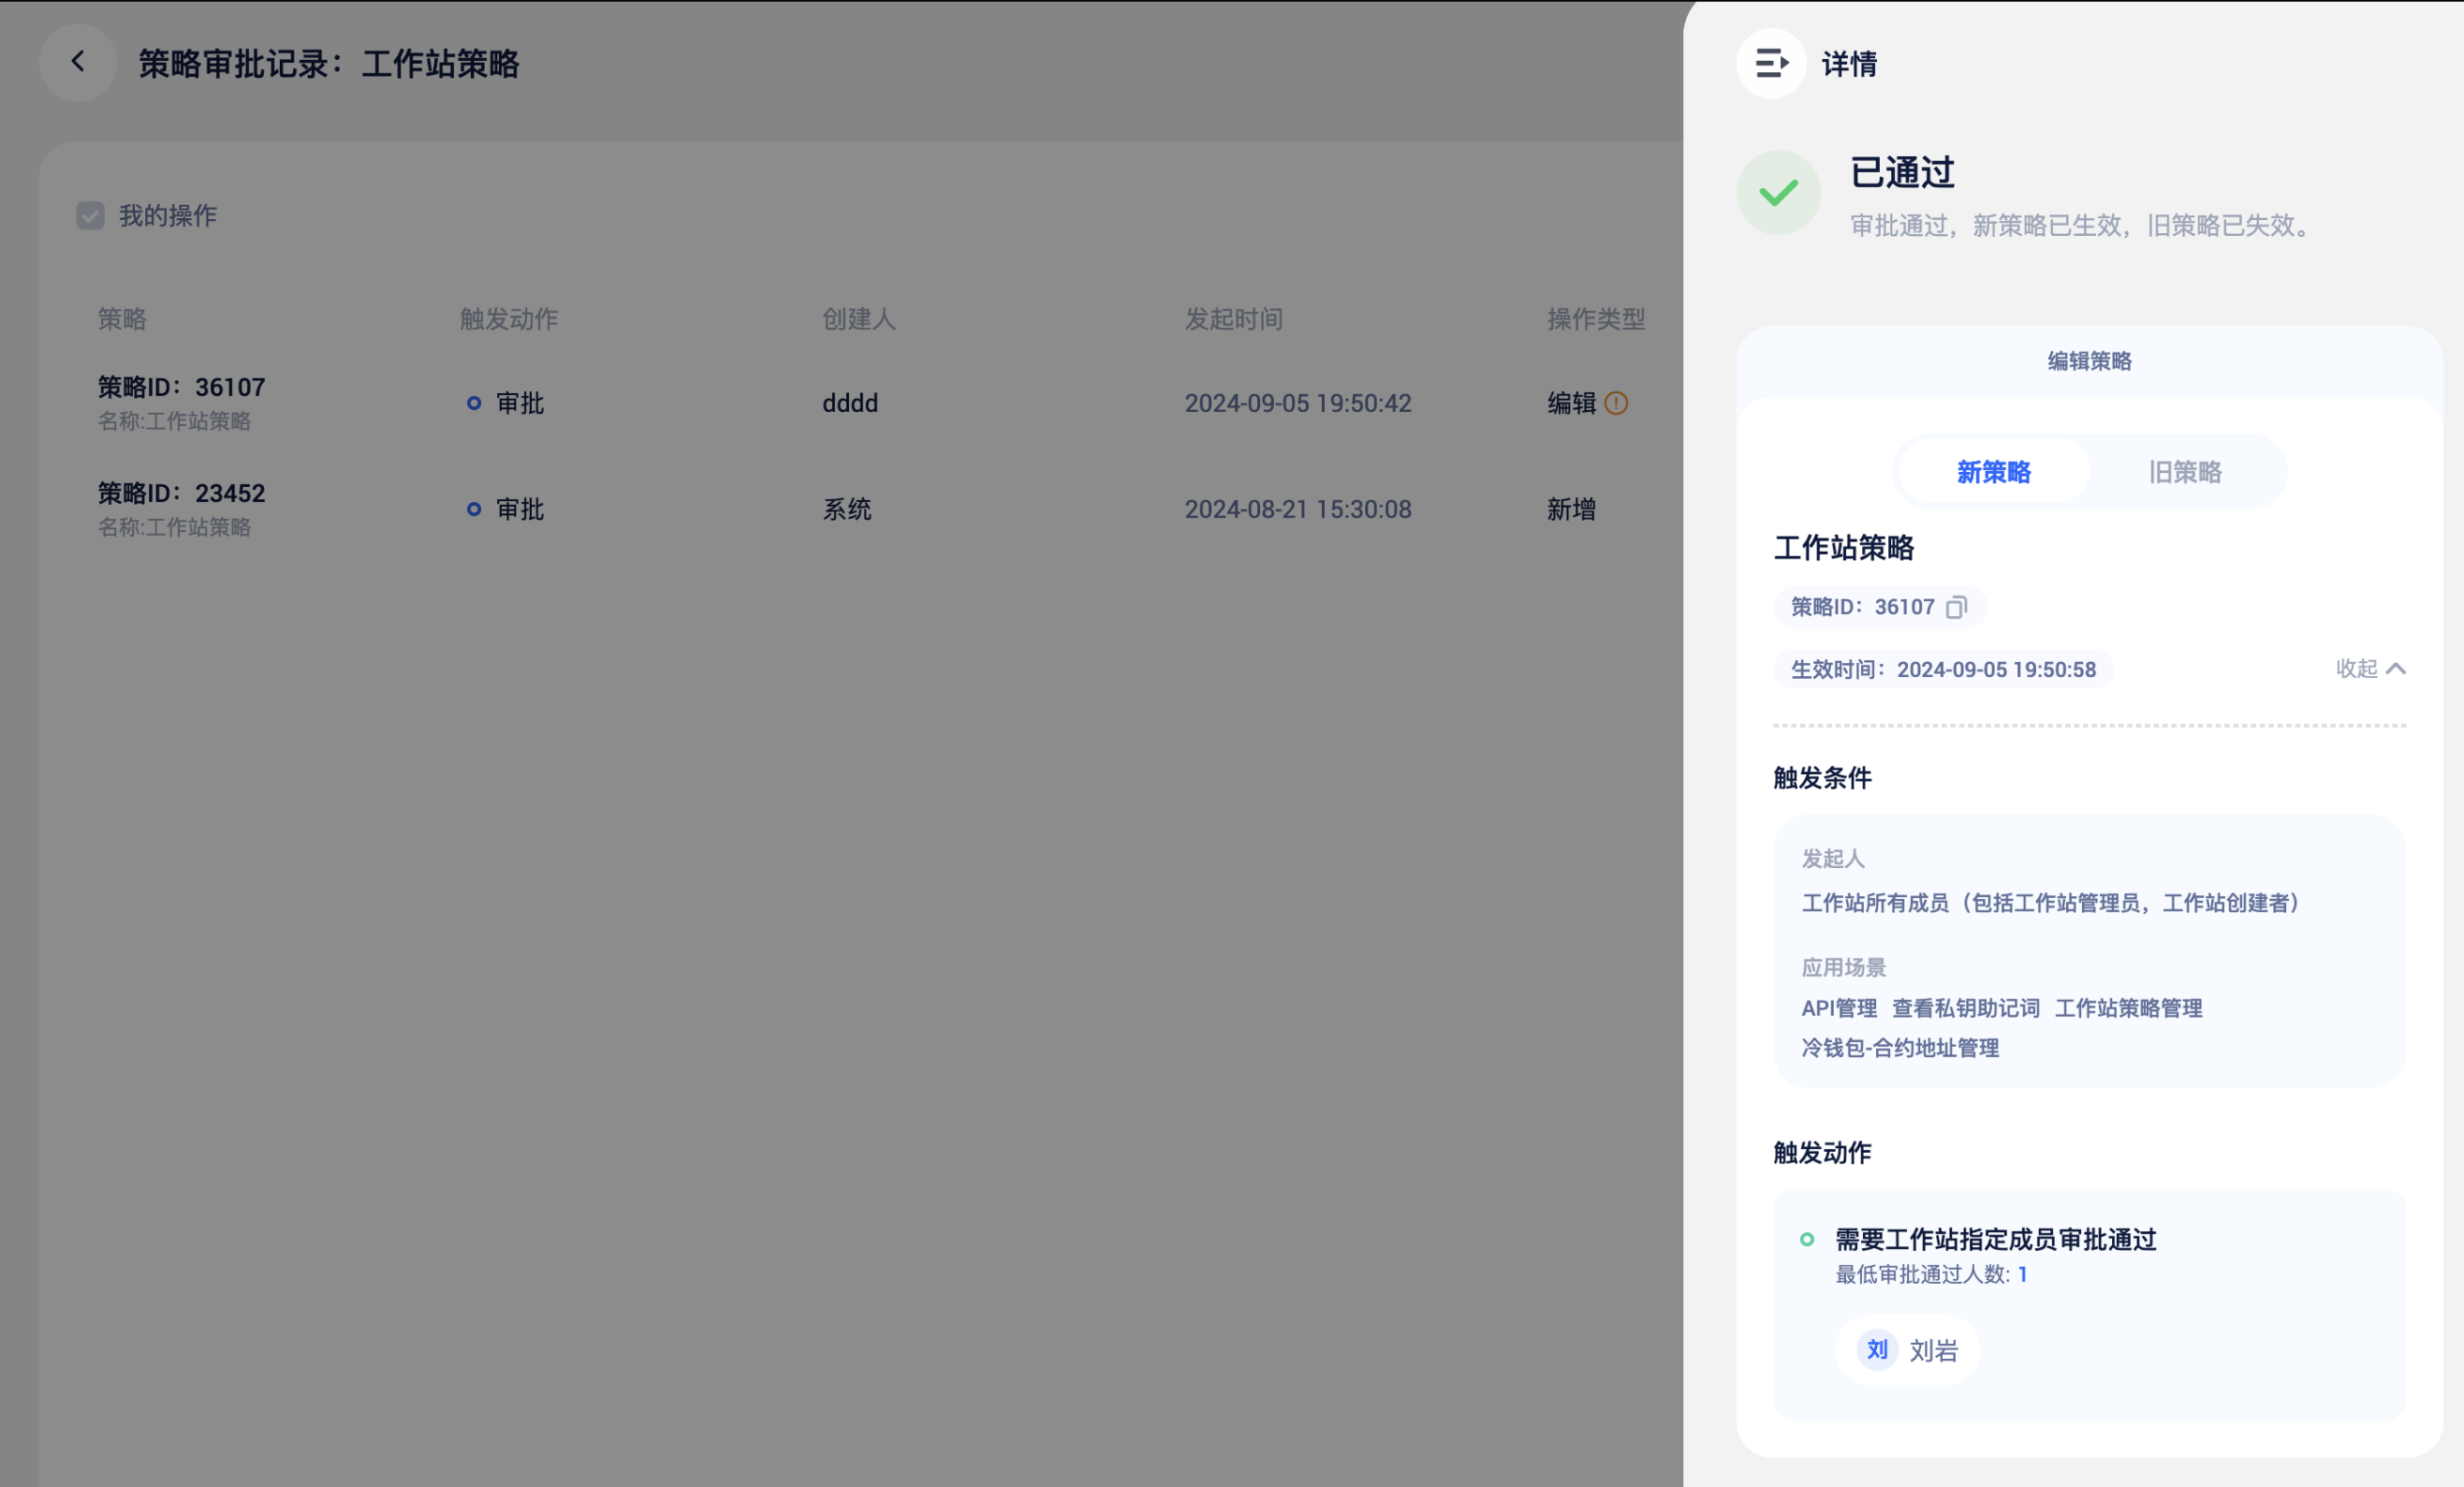 策略审批记录：工作站策略
我的操作
策略 触发动作 创建人 发起时间 操作类型
策略ID：36107
名称:工作站策略
审批 dddd 2024-09-05 19:50:42 编辑
策略ID：23452
名称:工作站策略
审批 系统 2024-08-21 15:30:08 新增
详情
已通过
审批通过，新策略已生效，旧策略已失效。
编辑策略
新策略 旧策略
工作站策略
策略ID：36107
生效时间：2024-09-05 19:50:58 收起
触发条件
发起人
工作站所有成员（包括工作站管理员，工作站创建者）
应用场景
API管理 查看私钥助记词 工作站策略管理
冷钱包-合约地址管理
触发动作
需要工作站指定成员审批通过
最低审批通过人数: 1
刘 刘岩